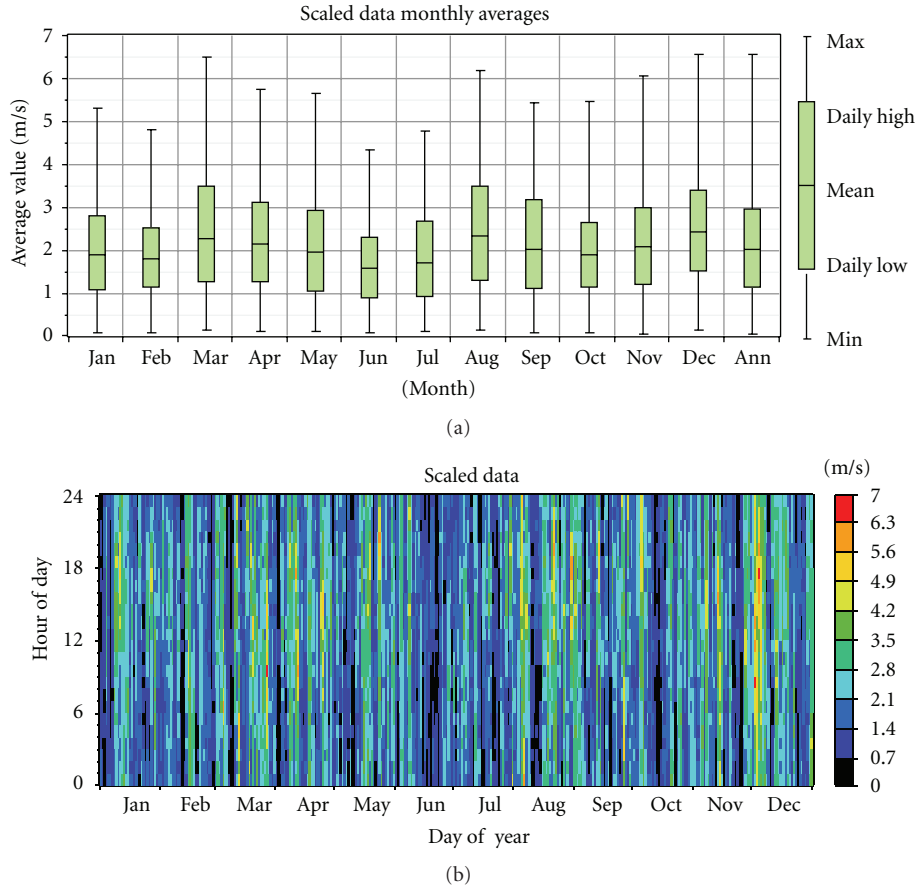 Scaled data monthly averages
7
6
5
4
3
2
1
0
Average value (m/s)
Jan Feb Mar Apr May Jun Jul Aug Sep Oct Nov Dec Ann
(Month)
Max
Daily high
Mean
Daily low
Min
(a)
Scaled data
24
18
12
6
0
Hour of day
Jan Feb Mar Apr May Jun Jul Aug Sep Oct Nov Dec
Day of year
(m/s)
7
6.3
5.6
4.9
4.2
3.5
2.8
2.1
1.4
0.7
0
(b)